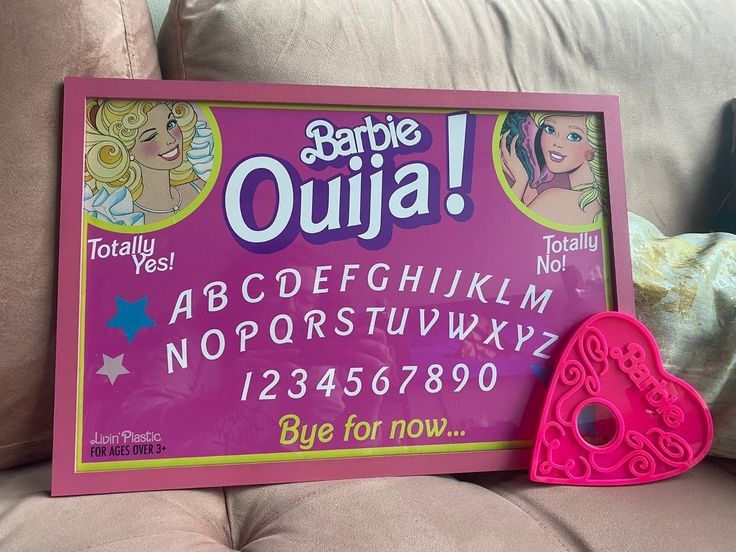 Barbie
Ouija!
Totally
Yes!
Totally
No!
ABCDEFGHIJKLM
NOPQRSTUVWXYZ
1234567890
Livin' Plastic
FOR AGES OVER 3+
Bye for now...
Barbie